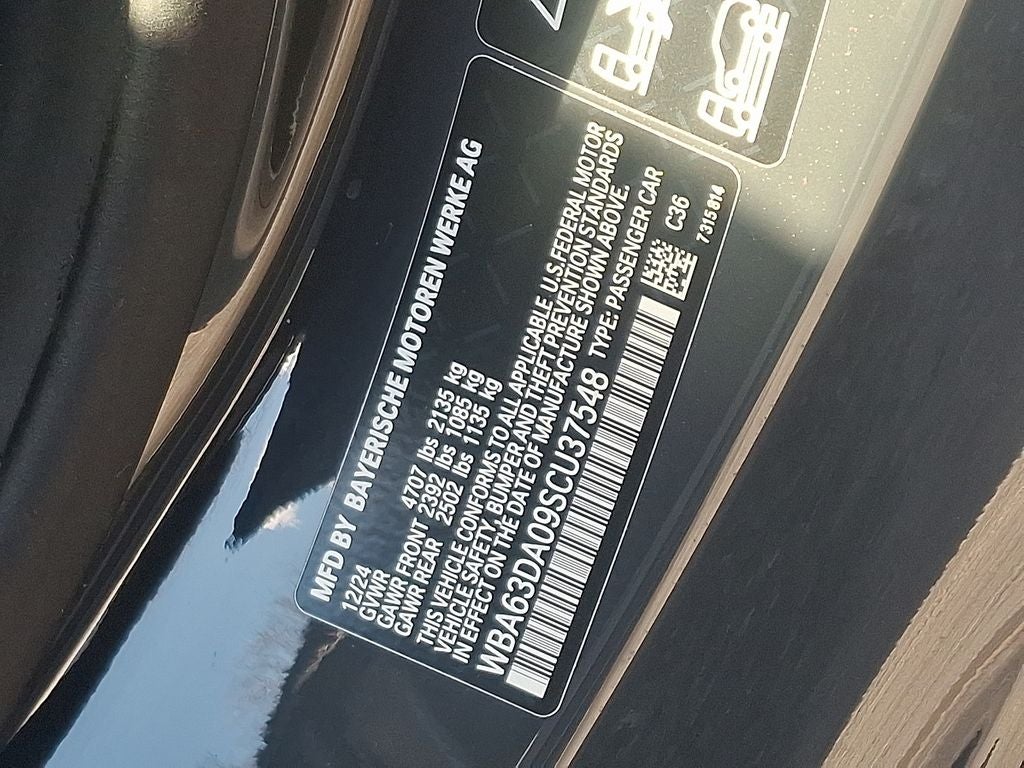 MFD BY BAYERISCHE MOTOREN WERKE AG
12/24
GVWR 4707 lbs 2135 kg
GAWR FRONT 2392 lbs 1085 kg
GAWR REAR 2502 lbs 1135 kg
THIS VEHICLE CONFORMS TO ALL APPLICABLE U.S. FEDERAL MOTOR
VEHICLE SAFETY, BUMPER AND THEFT PREVENTION STANDARDS
IN EFFECT ON THE DATE OF MANUFACTURE SHOWN ABOVE.
WBA63DA09SCU37548 TYPE: PASSENGER CAR
C36
7315814